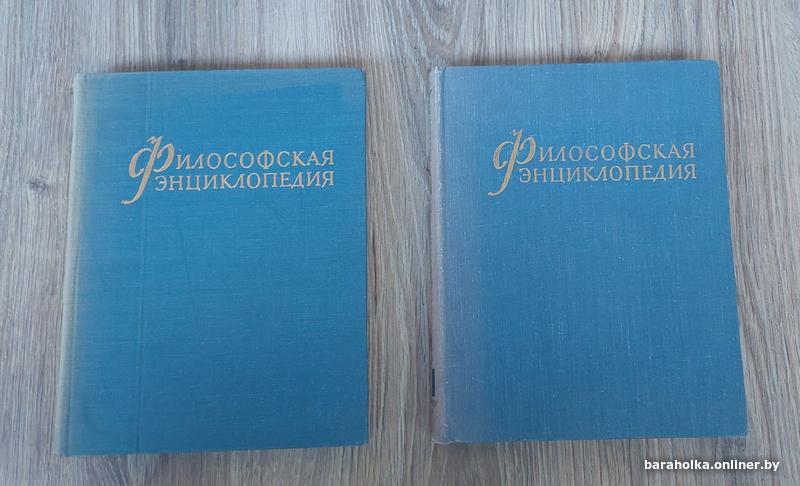 Философская
энциклопедия
Философская
энциклопедия
baraholka.onliner.by